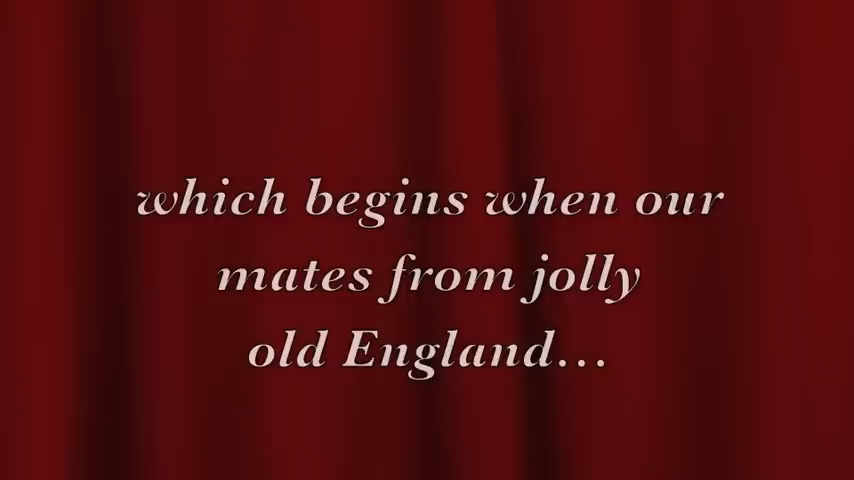 which begins when our
mates from jolly
old England...